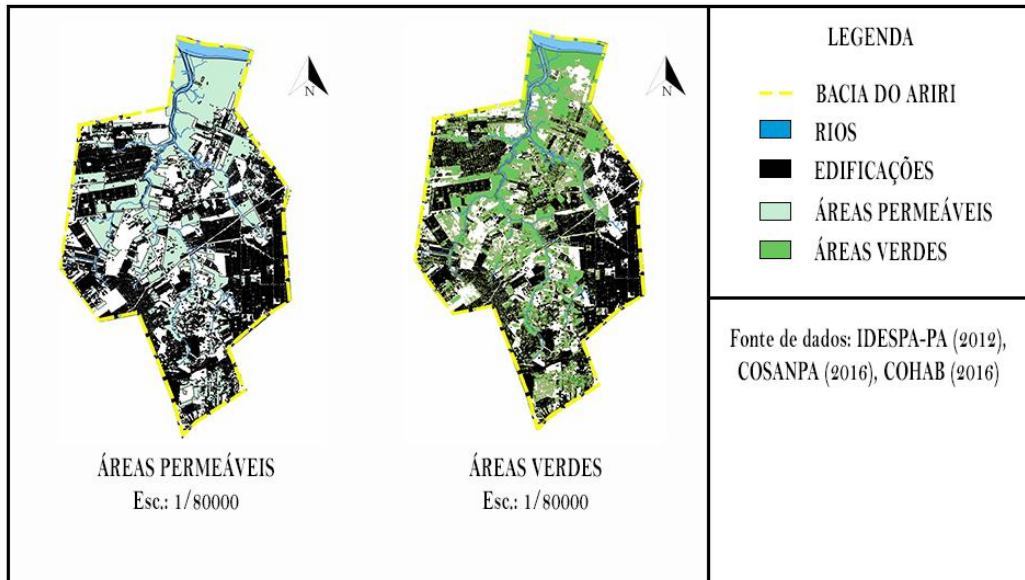 N
ÁREAS PERMEÁVEIS
Esc.: 1/80000
N
ÁREAS VERDES
Esc.: 1/80000
LEGENDA
BACIA DO ARIRI
RIOS
EDIFICAÇÕES
ÁREAS PERMEÁVEIS
ÁREAS VERDES
Fonte de dados: IDESPA-PA (2012),
COSANPA (2016), COHAB (2016)